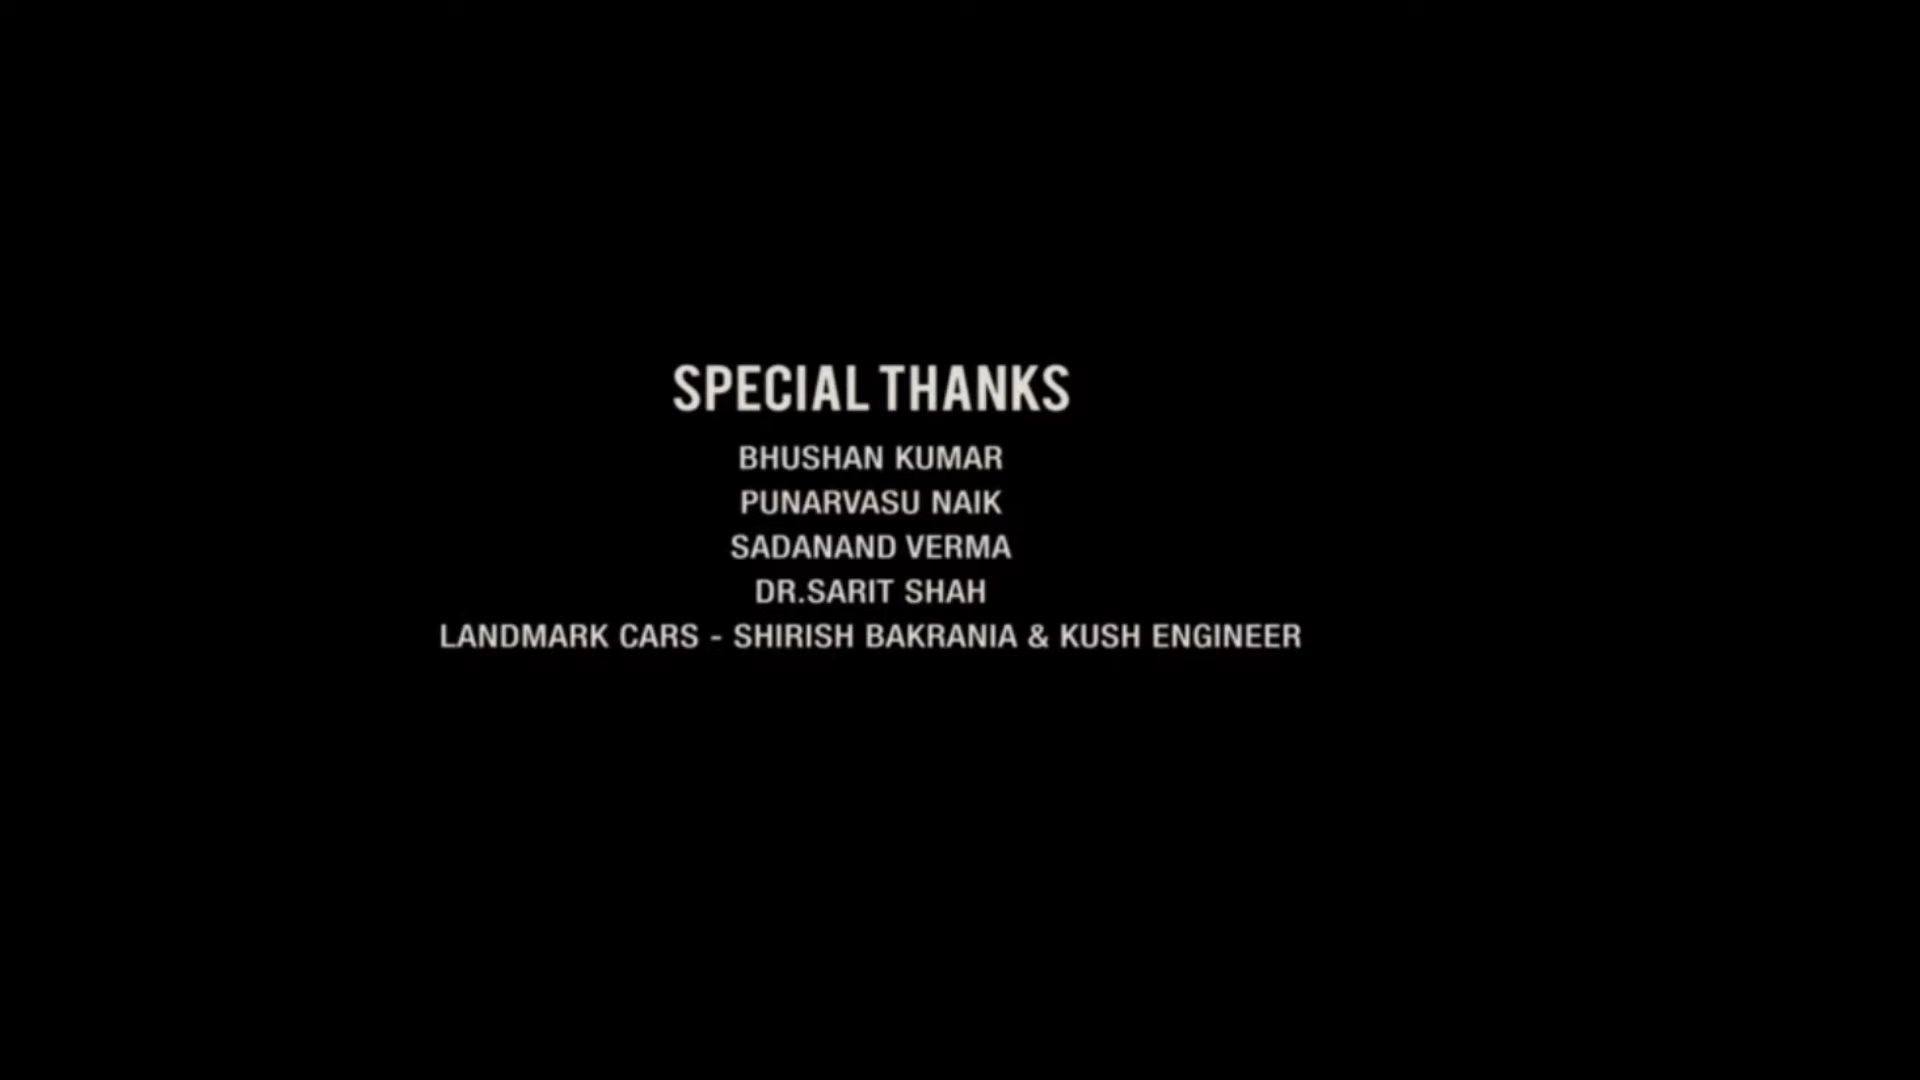 SPECIAL THANKS
BHUSHAN KUMAR
PUNARVASU NAIK
SADANAND VERMA
DR.SARIT SHAH
LANDMARK CARS - SHIRISH BAKRANIA & KUSH ENGINEER